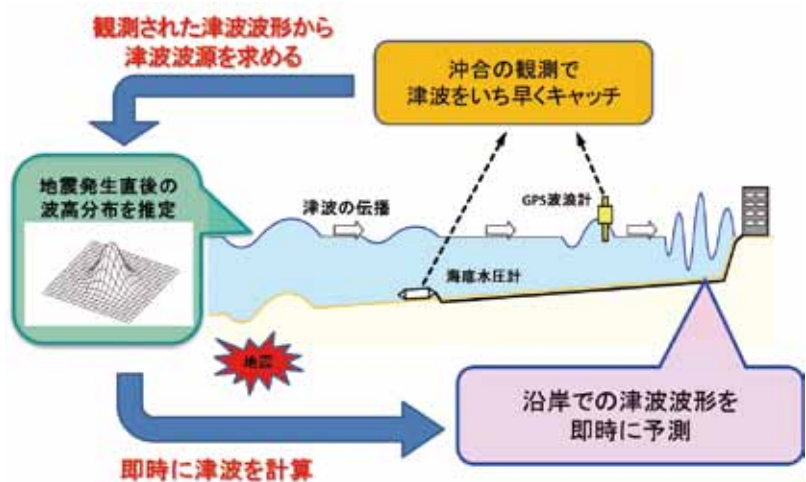 観測された津波波形から
津波波源を求める
沖合の観測で
津波をいち早くキャッチ
地震発生直後の
波高分布を推定
津波の伝播
GPS波浪計
海底水圧計
地震
沿岸での津波波形を
即時に予測
即時に津波を計算